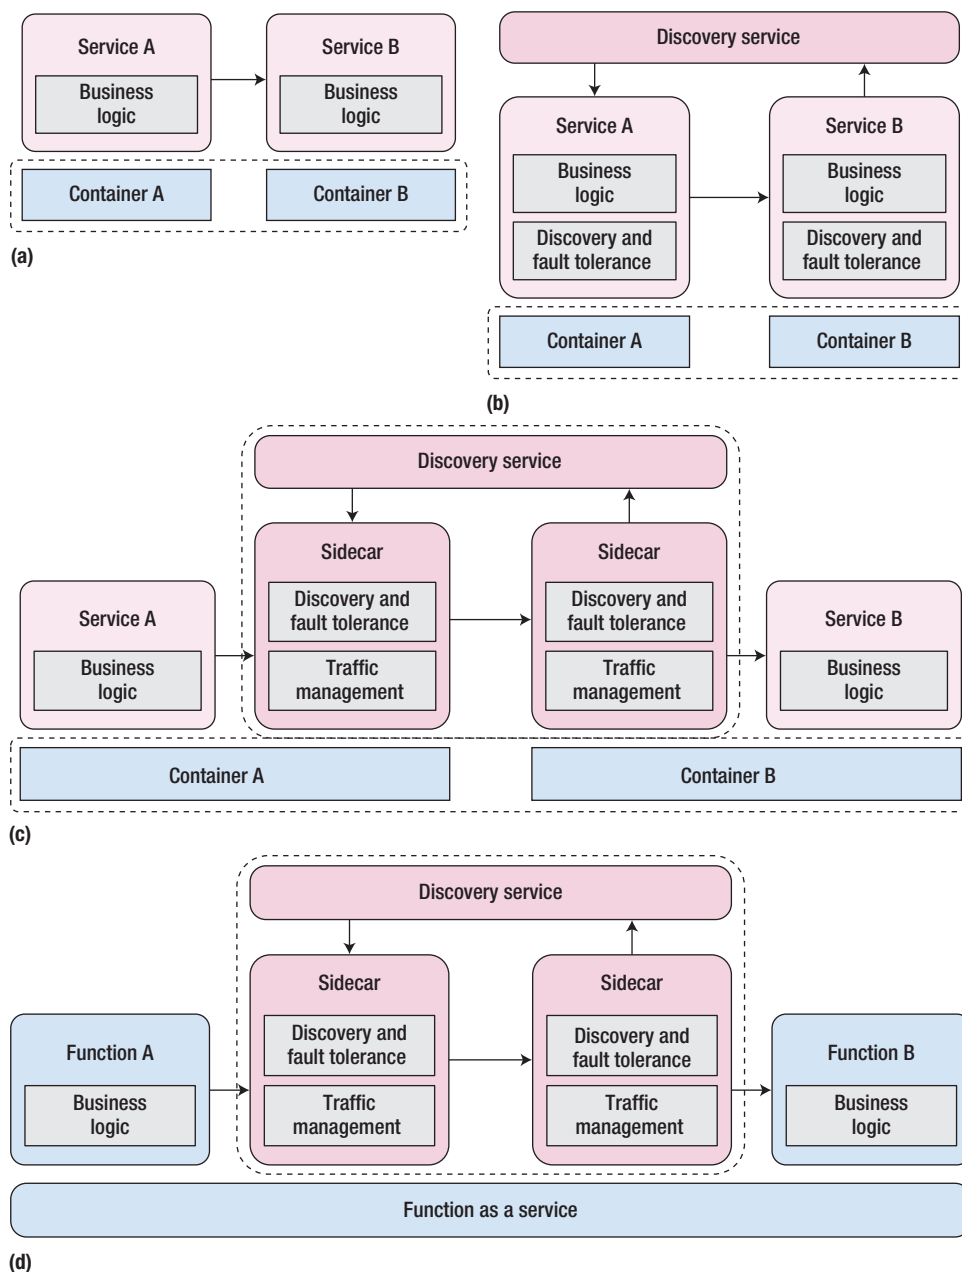 Service A
Business
logic
Service B
Business
logic
Container A
Container B
(a)
Discovery service
Service A
Business
logic
Discovery and
fault tolerance
Service B
Business
logic
Discovery and
fault tolerance
Container A
Container B
(b)
Discovery service
Service A
Business
logic
Sidecar
Discovery and
fault tolerance
Traffic
management
Sidecar
Discovery and
fault tolerance
Traffic
management
Service B
Business
logic
Container A
Container B
(c)
Discovery service
Function A
Business
logic
Sidecar
Discovery and
fault tolerance
Traffic
management
Sidecar
Discovery and
fault tolerance
Traffic
management
Function B
Business
logic
Function as a service
(d)